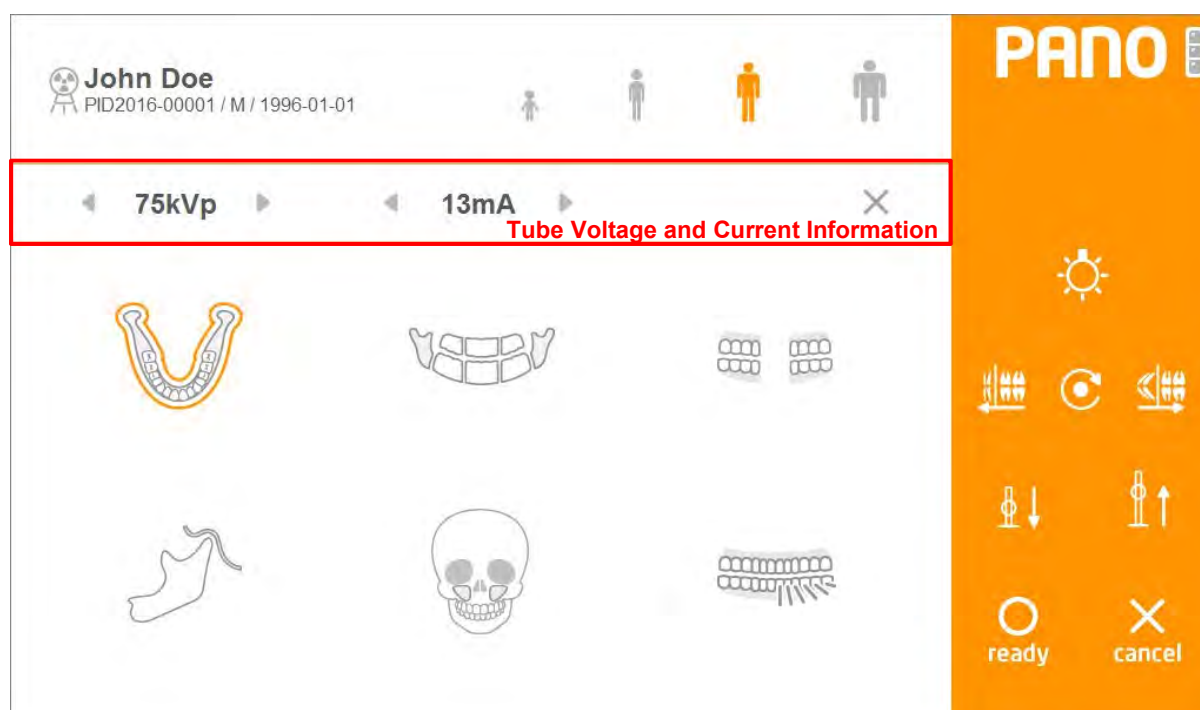 PANO
John Doe
PID2016-00001 / M / 1996-01-01
75kVp 13mA
Tube Voltage and Current Information
ready cancel